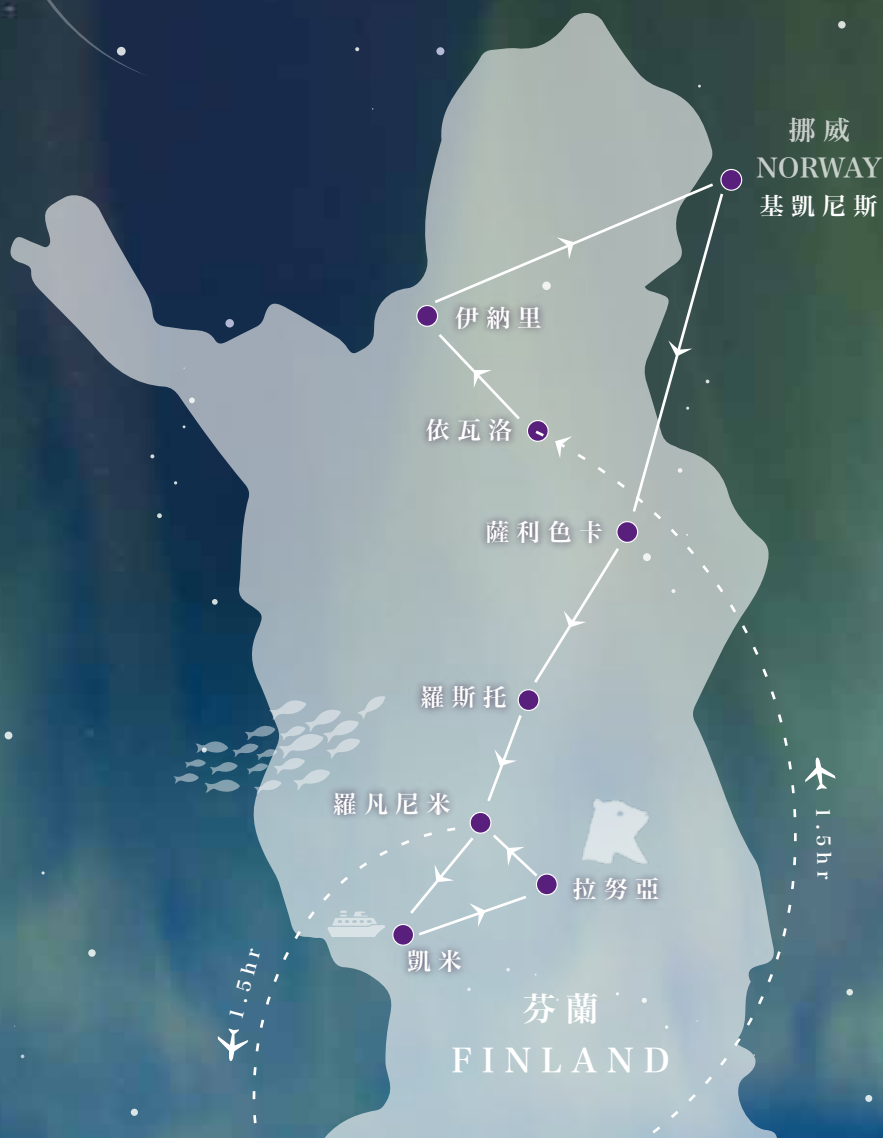 挪威
NORWAY
基凱尼斯
伊納里
依瓦洛
薩利色卡
羅斯托
羅凡尼米
1.5hr
拉努亞
凱米
1.5hr
芬蘭
FINLAND